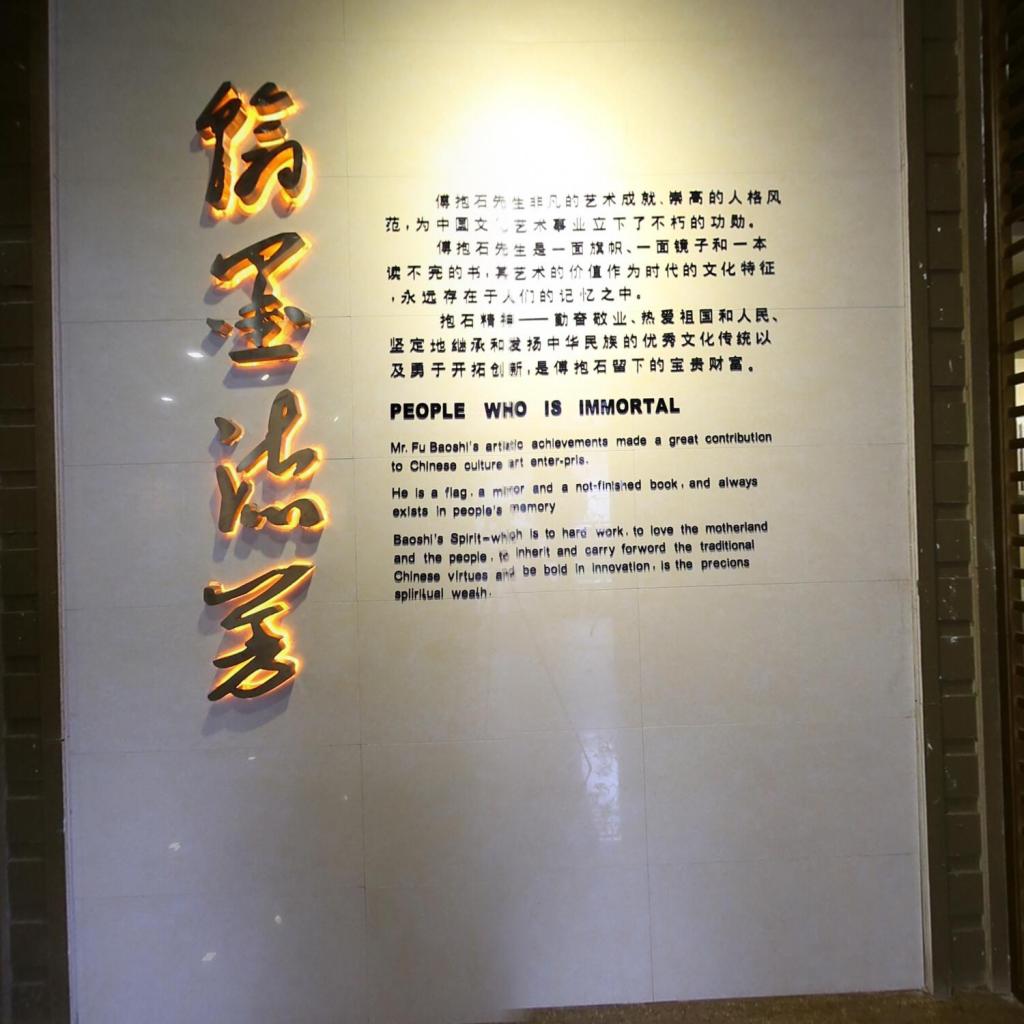 翰墨流芳
傅抱石先生非凡的艺术成就、崇高的人格风
范,为中国文化艺术事业立下了不朽的功勋。
傅抱石先生是一面旗帜、一面镜子和一本
读不完的书,其艺术的价值作为时代的文化特征
,永远存在于人们的记忆之中。
抱石精神——勤奋敬业、热爱祖国和人民、
坚定地继承和发扬中华民族的优秀文化传统以
及勇于开拓创新,是傅抱石留下的宝贵财富。
PEOPLE WHO IS IMMORTAL
Mr. Fu Baoshi's artistic achievements made a great contribution
to Chinese culture art enter-pris.
He is a flag, a mirror and a not-finished book, and always
exists in people's memory
Baoshi's Spirit—which is to hard work, to love the motherland
and the people, to inherit and carry forword the traditional
Chinese virtues and be bold in innovation, is the precions
spliritual weath.